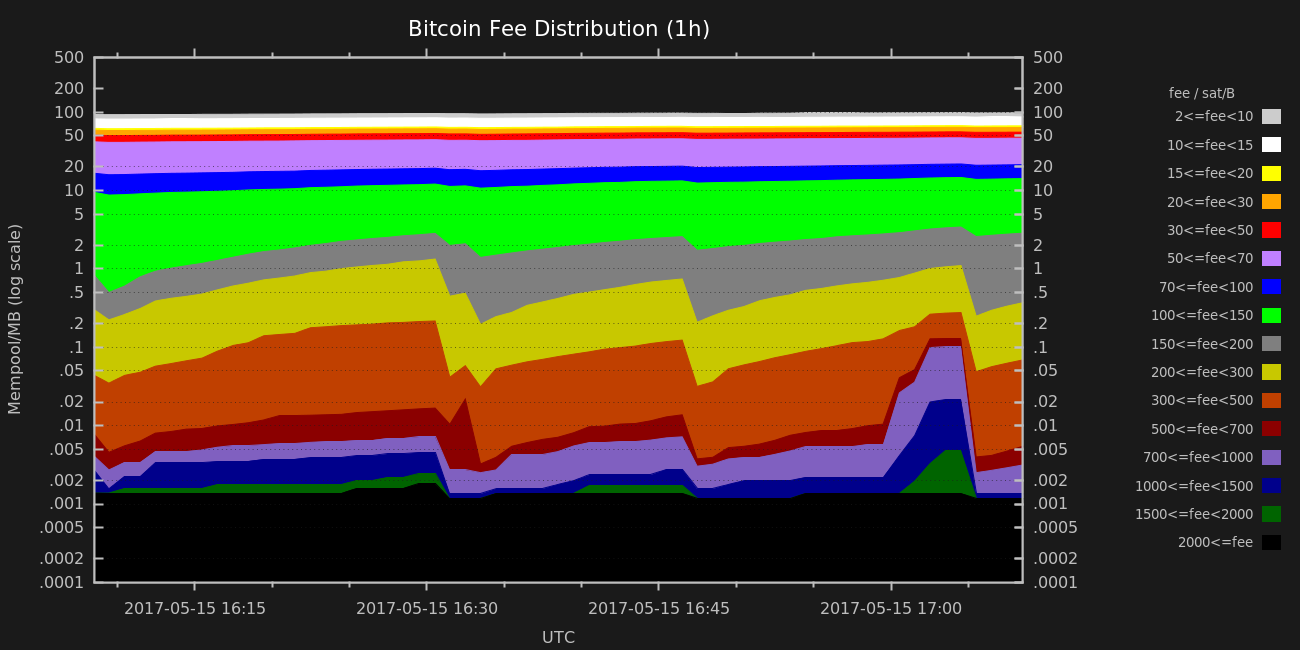 Bitcoin Fee Distribution (1h)
500 500
200 200
100 100
50 50
20 20
10 10
5 5
2 2
1 1
.5 .5
.2 .2
.1 .1
.05 .05
.02 .02
.01 .01
.005 .005
.002 .002
.001 .001
.0005 .0005
.0002 .0002
.0001 .0001
Mempool/MB (log scale)
2017-05-15 16:15 2017-05-15 16:30 2017-05-15 16:45 2017-05-15 17:00
UTC
fee / sat/B
2<=fee<10
10<=fee<15
15<=fee<20
20<=fee<30
30<=fee<50
50<=fee<70
70<=fee<100
100<=fee<150
150<=fee<200
200<=fee<300
300<=fee<500
500<=fee<700
700<=fee<1000
1000<=fee<1500
1500<=fee<2000
2000<=fee